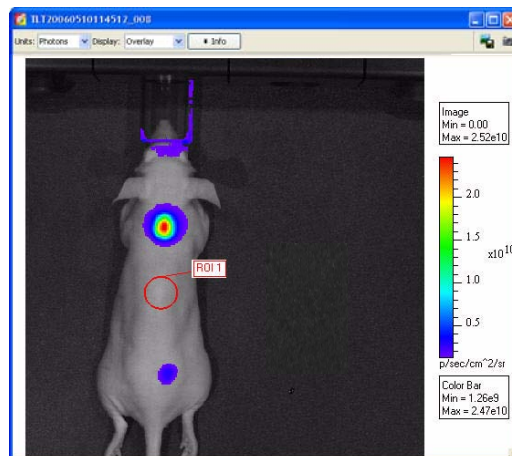 TLT20060510114512_008
Units: Photons Display: Overlay Info
Image
Min = 0.00
Max = 2.52e10
ROI 1
2.0
1.5
x10
1.0
0.5
p/sec/cm^2/sr
Color Bar
Min = 1.26e9
Max = 2.47e10